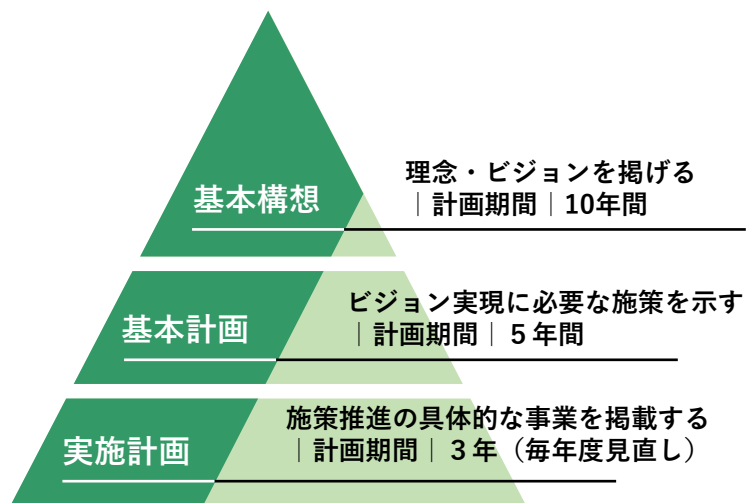 理念・ビジョンを掲げる
基本構想
｜計画期間｜10年間
ビジョン実現に必要な施策を示す
基本計画
｜計画期間｜５年間
施策推進の具体的な事業を掲載する
実施計画
｜計画期間｜３年（毎年度見直し）